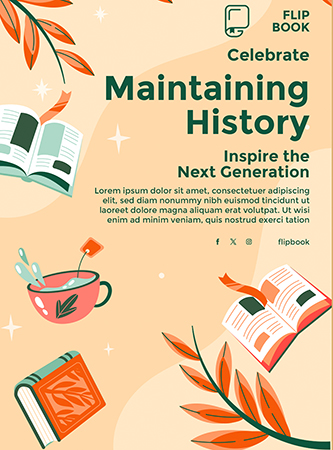 FLIP
BOOK
Celebrate
Maintaining
History
Inspire the
Next Generation
Lorem ipsum dolor sit amet, consectetuer adipiscing
elit, sed diam nonummy nibh euismod tincidunt ut
laoreet dolore magna aliquam erat volutpat. Ut wisi
enim ad minim veniam, quis nostrud exerci tation
flipbook